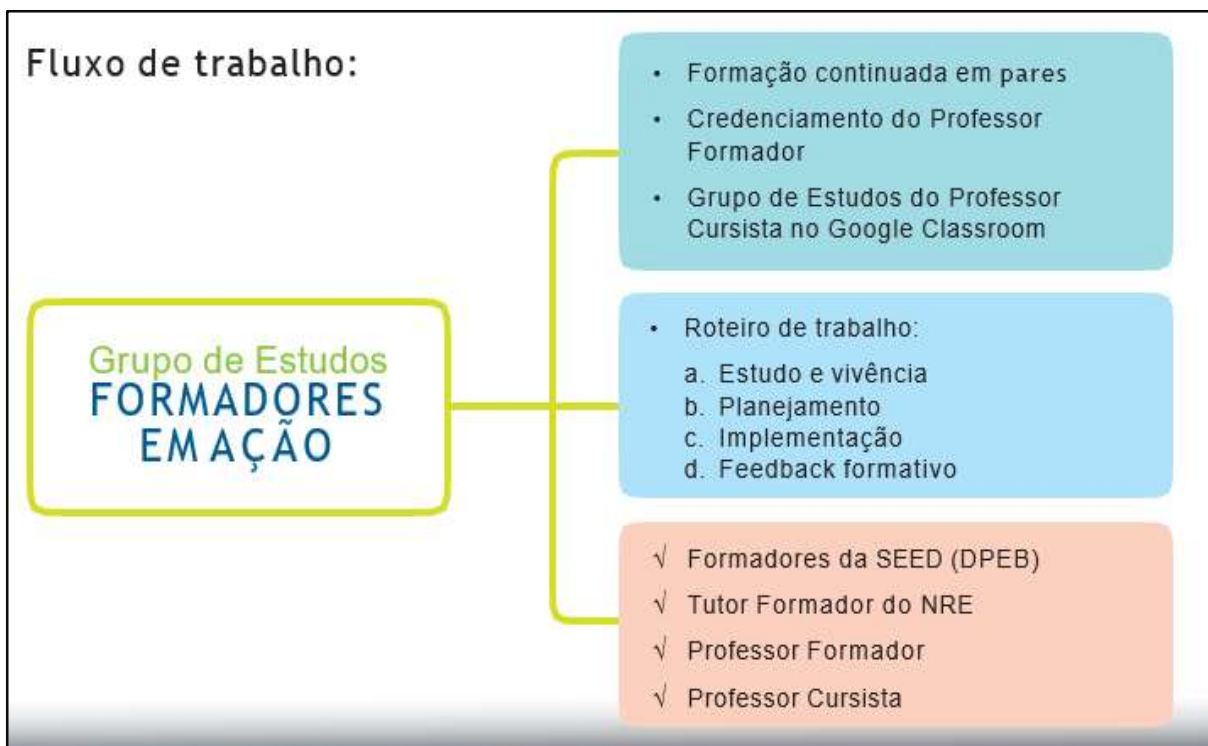 Fluxo de trabalho:
• Formação continuada em pares
• Credenciamento do Professor
Formador
• Grupo de Estudos do Professor
Cursista no Google Classroom
Grupo de Estudos
FORMADORES
EM AÇÃO
• Roteiro de trabalho:
a. Estudo e vivência
b. Planejamento
c. Implementação
d. Feedback formativo
√ Formadores da SEED (DPEB)
√ Tutor Formador do NRE
√ Professor Formador
√ Professor Cursista